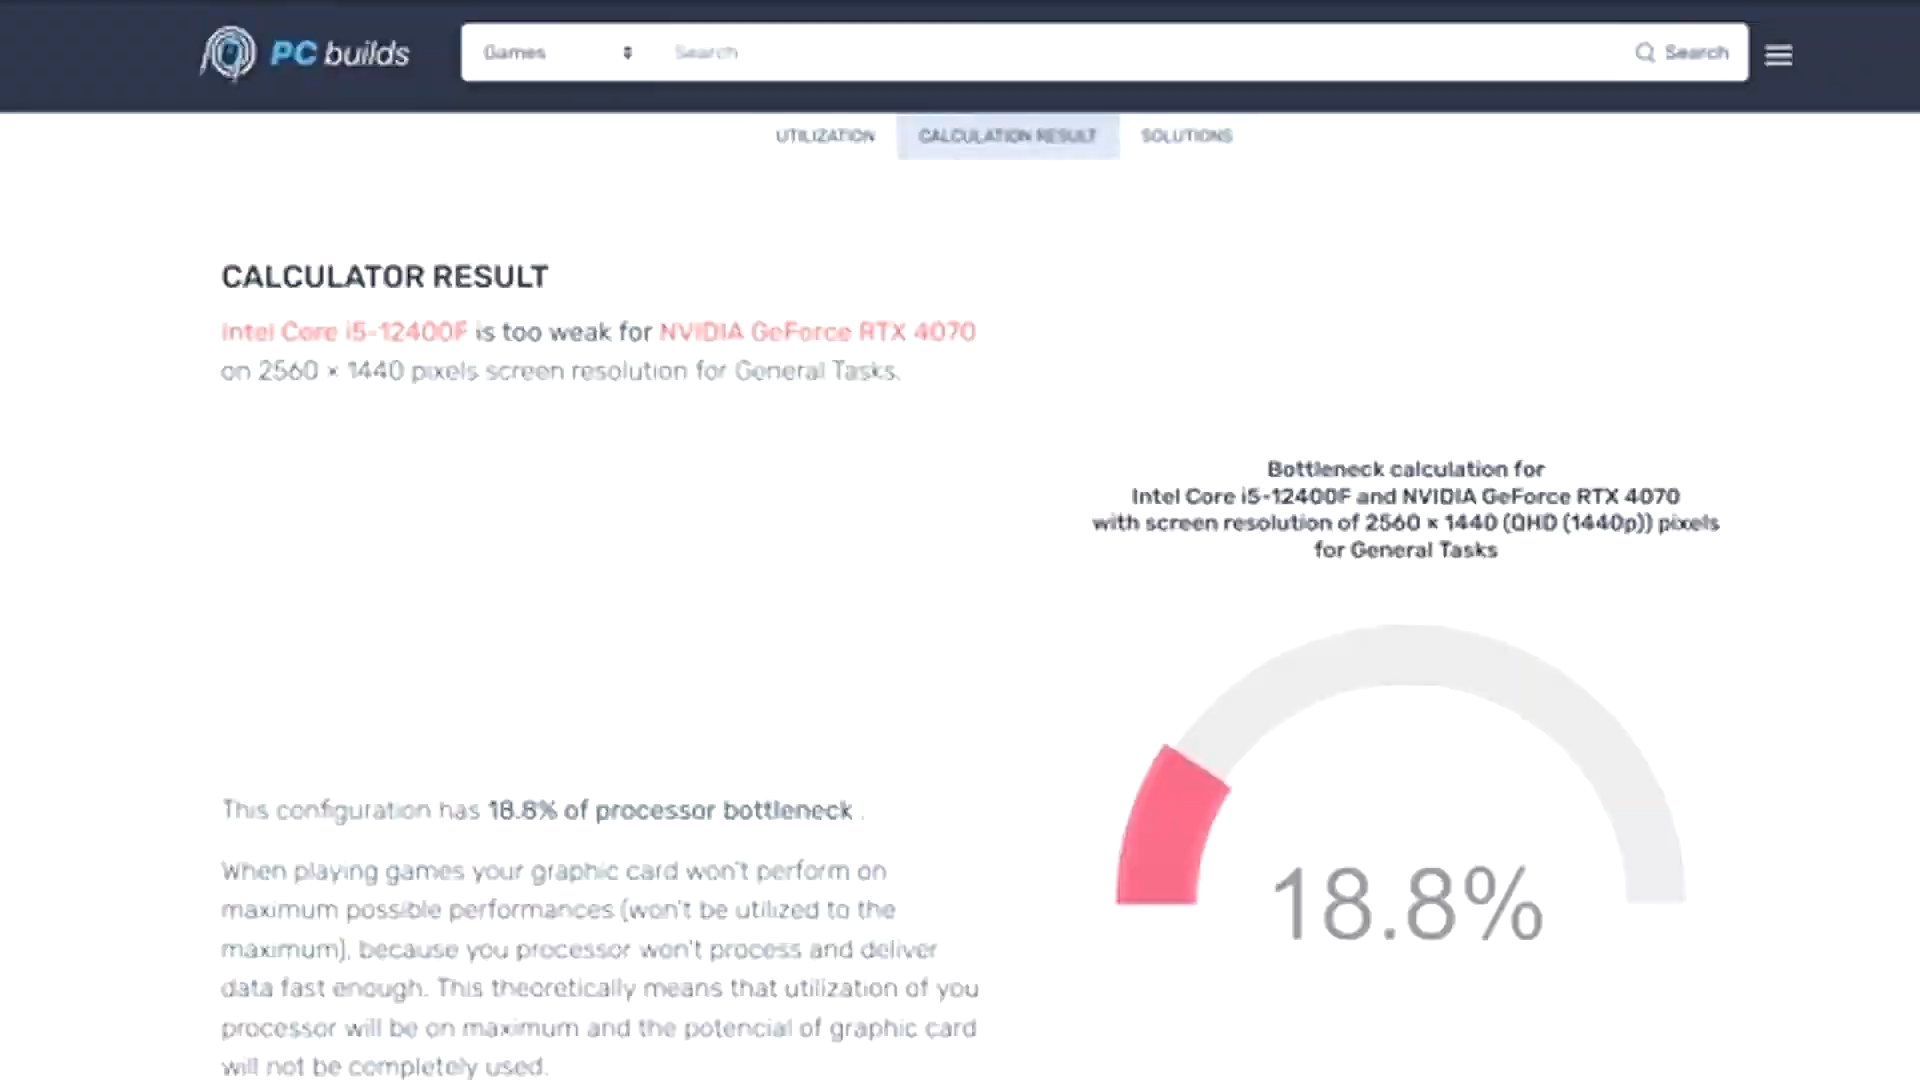 PC builds
Games
Search
Search
UTILIZATION
CALCULATION RESULT
SOLUTIONS
CALCULATOR RESULT
Intel Core i5-12400F is too weak for NVIDIA GeForce RTX 4070
on 2560 × 1440 pixels screen resolution for General Tasks.
Bottleneck calculation for
Intel Core i5-12400F and NVIDIA GeForce RTX 4070
with screen resolution of 2560 × 1440 (QHD (1440p)) pixels
for General Tasks
18.8%
This configuration has 18.8% of processor bottleneck .
When playing games your graphic card won't perform on
maximum possible performances (won't be utilized to the
maximum), because you processor won't process and deliver
data fast enough. This theoretically means that utilization of you
processor will be on maximum and the potencial of graphic card
will not be completely used.